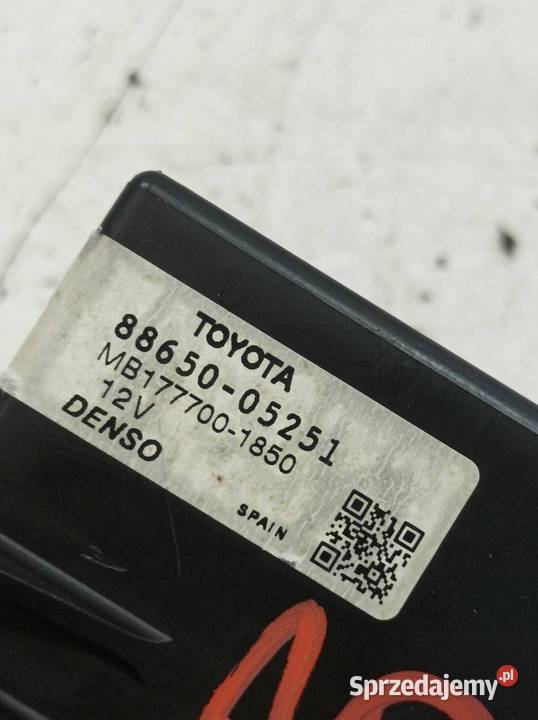 TOYOTA
88650-05251
MB177700-1850
12V
DENSO
SPAIN
Sprzedajemy.pl